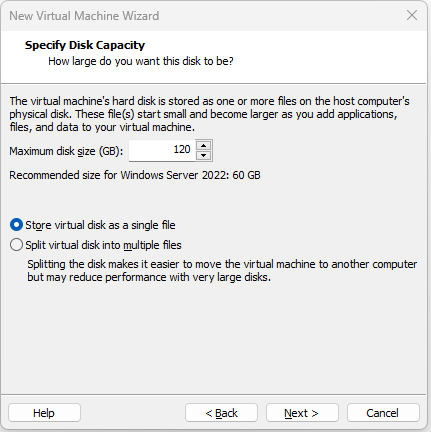 New Virtual Machine Wizard
Specify Disk Capacity
How large do you want this disk to be?
The virtual machine's hard disk is stored as one or more files on the host computer's
physical disk. These file(s) start small and become larger as you add applications,
files, and data to your virtual machine.
Maximum disk size (GB): 120
Recommended size for Windows Server 2022: 60 GB
Store virtual disk as a single file
Split virtual disk into multiple files
Splitting the disk makes it easier to move the virtual machine to another computer
but may reduce performance with very large disks.
Help < Back Next > Cancel